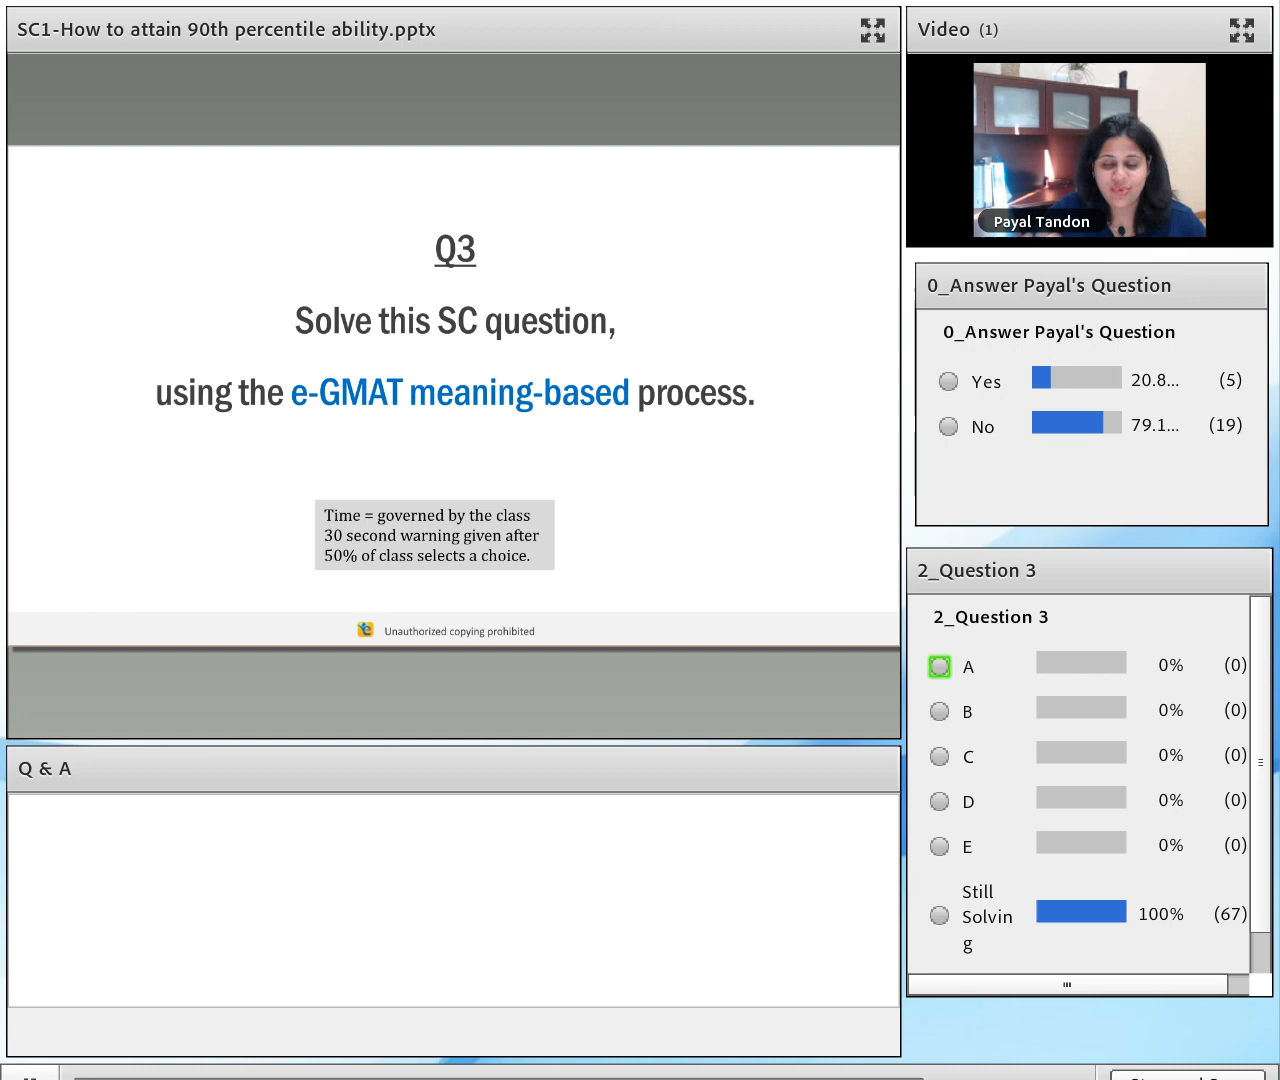 SC1-How to attain 90th percentile ability.pptx
Q3
Solve this SC question,
using the e-GMAT meaning-based process.
Time = governed by the class
30 second warning given after
50% of class selects a choice.
Unauthorized copying prohibited
Q & A
Video (1)
Payal Tandon
0_Answer Payal's Question
0_Answer Payal's Question
Yes 20.8... (5)
No 79.1... (19)
2_Question 3
2_Question 3
A 0% (0)
B 0% (0)
C 0% (0)
D 0% (0)
E 0% (0)
Still
Solvin 100% (67)
g